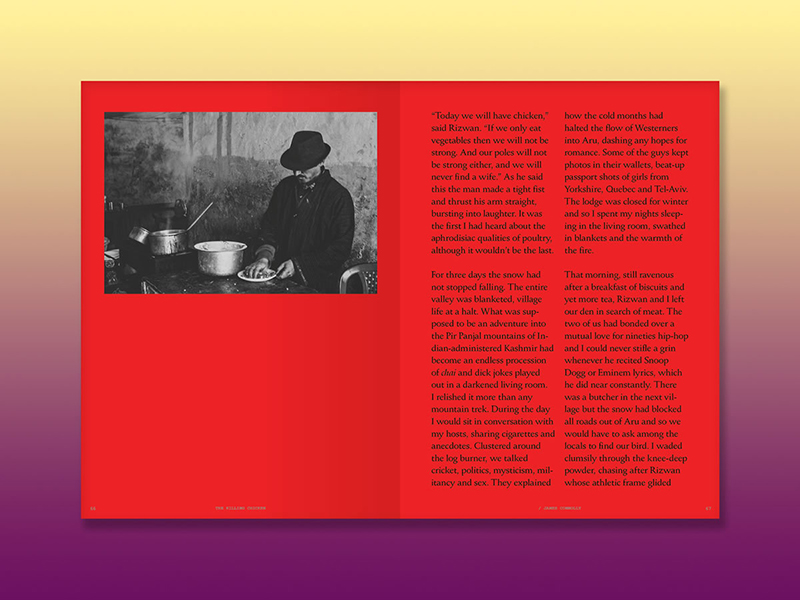 “Today we will have chicken,”
said Rizwan. “If we only eat
vegetables then we will not be
strong. And our poles will not
be strong either, and we will
never find a wife.” As he said
this the man made a tight fist
and thrust his arm straight,
bursting into laughter. It was
the first I had heard about the
aphrodisiac qualities of poultry,
although it wouldn’t be the last.
For three days the snow had
not stopped falling. The entire
valley was blanketed, village
life at a halt. What was sup-
posed to be an adventure into
the Pir Panjal mountains of In-
dian-administered Kashmir had
become an endless procession
of chai and dick jokes played
out in a darkened living room.
I relished it more than any
mountain trek. During the day
I would sit in conversation with
my hosts, sharing cigarettes and
anecdotes. Clustered around
the log burner, we talked
cricket, politics, mysticism, mil-
itancy and sex. They explained
how the cold months had
halted the flow of Westerners
into Aru, dashing any hopes for
romance. Some of the guys kept
photos in their wallets, beat-up
passport shots of girls from
Yorkshire, Quebec and Tel-Aviv.
The lodge was closed for winter
and so I spent my nights sleep-
ing in the living room, swathed
in blankets and the warmth of
the fire.
That morning, still ravenous
after a breakfast of biscuits and
yet more tea, Rizwan and I left
our den in search of meat. The
two of us had bonded over a
mutual love for nineties hip-hop
and I could never stifle a grin
whenever he recited Snoop
Dogg or Eminem lyrics, which
he did near constantly. There
was a butcher in the next vil-
lage but the snow had blocked
all roads out of Aru and so we
would have to ask among the
locals to find our bird. I waded
clumsily through the knee-deep
powder, chasing after Rizwan
whose athletic frame glided
66
THE KILLING
/ JAMES
67